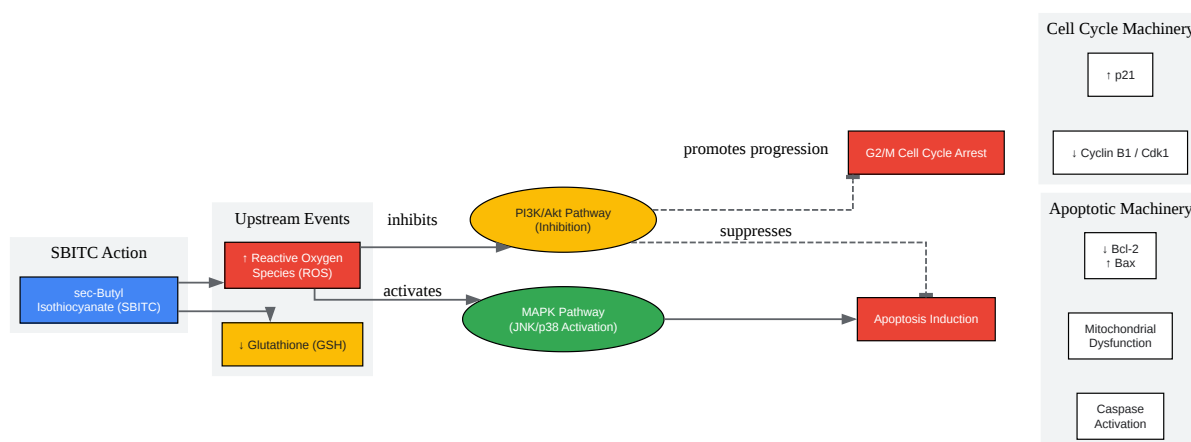 SBITC Action
sec-Butyl
Isothiocyanate (SBITC)
Upstream Events
↑ Reactive Oxygen
Species (ROS)
↓ Glutathione (GSH)
inhibits
activates
PI3K/Akt Pathway
(Inhibition)
MAPK Pathway
(JNK/p38 Activation)
promotes progression
suppresses
G2/M Cell Cycle Arrest
Apoptosis Induction
Cell Cycle Machinery
↑ p21
↓ Cyclin B1 / Cdk1
Apoptotic Machinery
↓ Bcl-2
↑ Bax
Mitochondrial
Dysfunction
Caspase
Activation